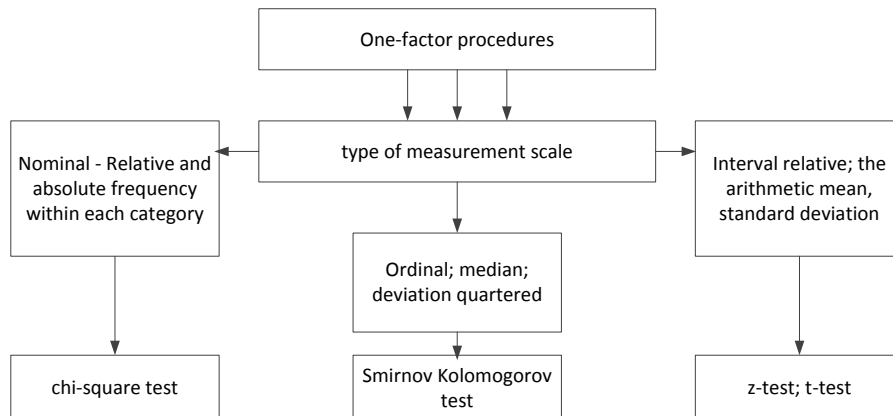 One-factor procedures
type of measurement scale
Nominal - Relative and
absolute frequency
within each category
Interval relative; the
arithmetic mean,
standard deviation
Ordinal; median;
deviation quartered
chi-square test
Smirnov Kolomogorov
test
z-test; t-test